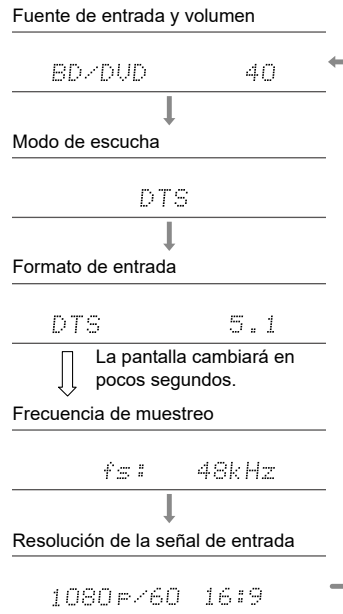 Fuente de entrada y volumen
BD/DVD 40
Modo de escucha
DTS
Formato de entrada
DTS 5.1
La pantalla cambiará en
pocos segundos.
Frecuencia de muestreo
fs: 48kHz
Resolución de la señal de entrada
1080p/60 16:9